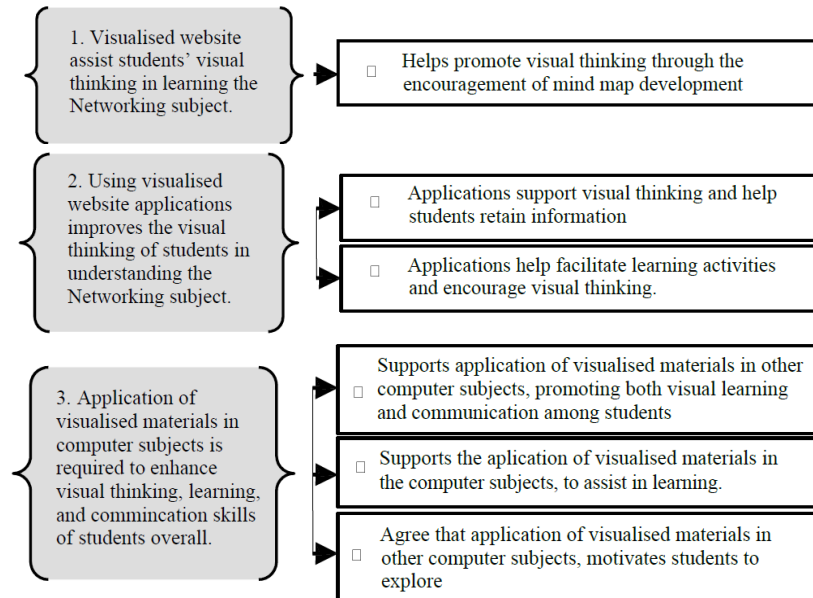 1. Visualised website
assist students' visual
thinking in learning the
Networking subject.
Helps promote visual thinking through the
encouragement of mind map development
2. Using visualised
website applications
improves the visual
thinking of students in
understanding the
Networking subject.
Applications support visual thinking and help
students retain information
Applications help facilitate learning activities
and encourage visual thinking.
3. Application of
visualised materials in
computer subjects is
required to enhance
visual thinking, learning,
and commincation skills
of students overall.
Supports application of visualised materials in other
computer subjects, promoting both visual learning
and communication among students
Supports the aplication of visualised materials in
the computer subjects, to assist in learning.
Agree that application of visualised materials in
other computer subjects, motivates students to
explore